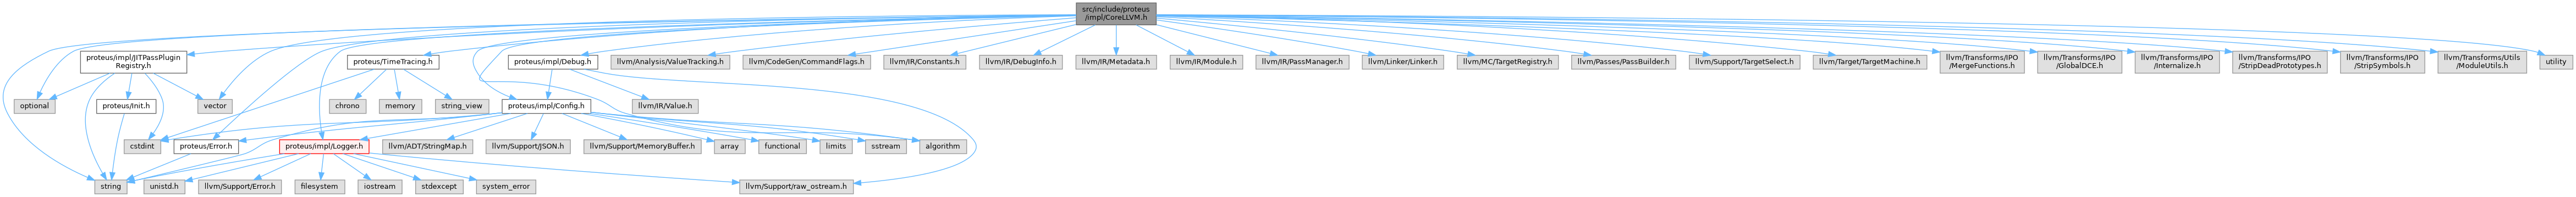 src/include/proteus
/impl/CoreLLVM.h
proteus/impl/JITPassPlugin
Registry.h
proteus/TimeTracing.h
proteus/impl/Debug.h
llvm/Analysis/ValueTracking.h
llvm/CodeGen/CommandFlags.h
llvm/IR/Constants.h
llvm/IR/DebugInfo.h
llvm/IR/Metadata.h
llvm/IR/Module.h
llvm/IR/PassManager.h
llvm/Linker/Linker.h
llvm/MC/TargetRegistry.h
llvm/Passes/PassBuilder.h
llvm/Support/TargetSelect.h
llvm/Target/TargetMachine.h
llvm/Transforms/IPO
/MergeFunctions.h
llvm/Transforms/IPO
/GlobalDCE.h
llvm/Transforms/IPO
/Internalize.h
llvm/Transforms/IPO
/StripDeadPrototypes.h
llvm/Transforms/IPO
/StripSymbols.h
llvm/Transforms/Utils
/ModuleUtils.h
utility
optional
proteus/Init.h
vector
chrono
memory
string_view
proteus/impl/Config.h
llvm/IR/Value.h
cstdint
proteus/Error.h
proteus/impl/Logger.h
llvm/ADT/StringMap.h
llvm/Support/JSON.h
llvm/Support/MemoryBuffer.h
array
functional
limits
sstream
algorithm
string
unistd.h
llvm/Support/Error.h
filesystem
iostream
stdexcept
system_error
llvm/Support/raw_ostream.h